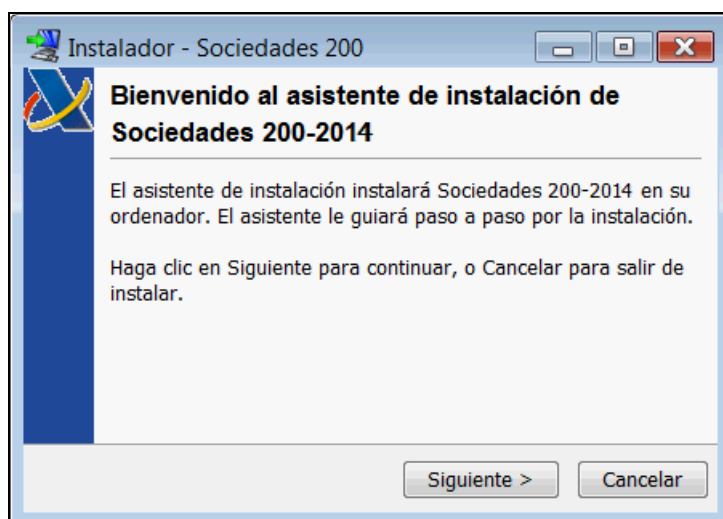 Instalador - Sociedades 200
Bienvenido al asistente de instalación de
Sociedades 200-2014
El asistente de instalación instalará Sociedades 200-2014 en su
ordenador. El asistente le guiará paso a paso por la instalación.
Haga clic en Siguiente para continuar, o Cancelar para salir de
instalar.
Siguiente >
Cancelar